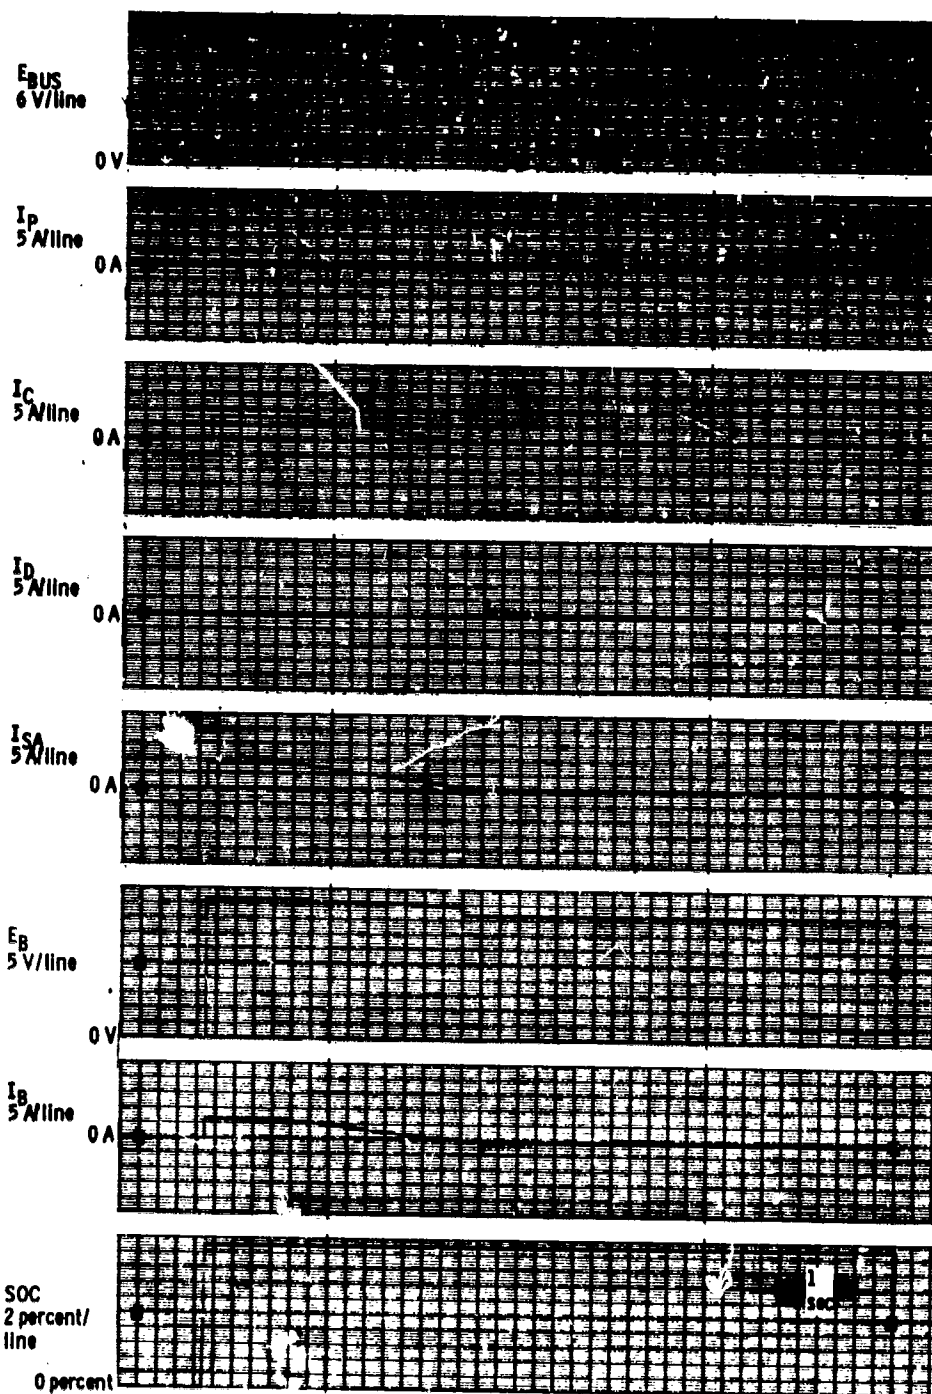 E_BUS
6 V/line
0 V
I_P
5 A/line
0 A
I_C
5 A/line
0 A
I_D
5 A/line
0 A
I_SA
5 A/line
0 A
E_B
5 V/line
0 V
I_B
5 A/line
0 A
SOC
2 percent/
line
0 percent
1
sec